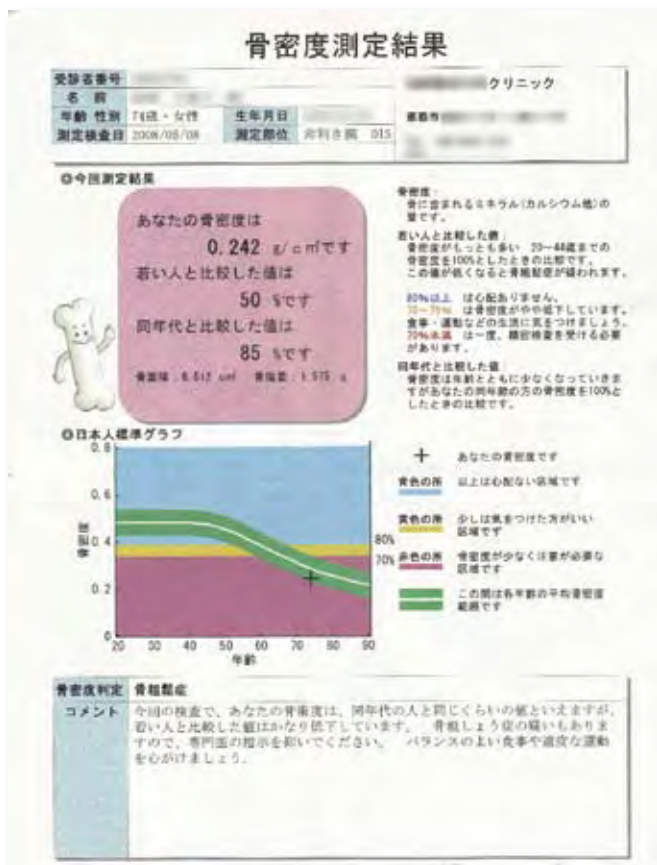 骨密度測定結果
受診者番号
名 前
年齢 性別 74歳・女性 生年月日
測定検査日 2008/05/08 測定部位 非利き腕 015
クリニック
◎今回測定結果
あなたの骨密度は
0.242 g/c㎡です
若い人と比較した値は
50 %です
同年代と比較した値は
85 %です
骨密度:
骨に含まれるミネラル(カルシウム他)の
量です。
若い人と比較した値:
骨密度がもっとも多い 20~44歳までの
骨密度を100%としたときの比較です。
この値が低くなると骨粗鬆症が疑われます。
80%以上 は心配ありません。
70~79% は骨密度がやや低下しています。
食事・運動などの生活に気をつけましょう。
70%未満 は一度、精密検査を受ける必要
があります。
同年代と比較した値:
骨密度は年齢とともに少なくなっていきま
すがあなたの同年齢の方の骨密度を100%と
したときの比較です。
◎日本人標準グラフ
0.8
0.6
0.4
0.2
0
骨密度
20 30 40 50 60 70 80 90
年齢
80%
70%
+ あなたの骨密度です
青色の所 以上は心配ない区域です
黄色の所 少しは気をつけた方がいい
区域です
赤色の所 骨密度が少なく注意が必要な
区域です
この間は各年齢の平均骨密度
範囲です
骨密度判定 骨粗鬆症
コメント 今回の検査で、あなたの骨密度は、同年代の人と同じくらいの値といえますが、
若い人と比較した値はかなり低下しています。 骨粗しょう症の疑いもありま
すので、専門医の指示を仰いでください。 バランスのよい食事や適度な運動
を心がけましょう。